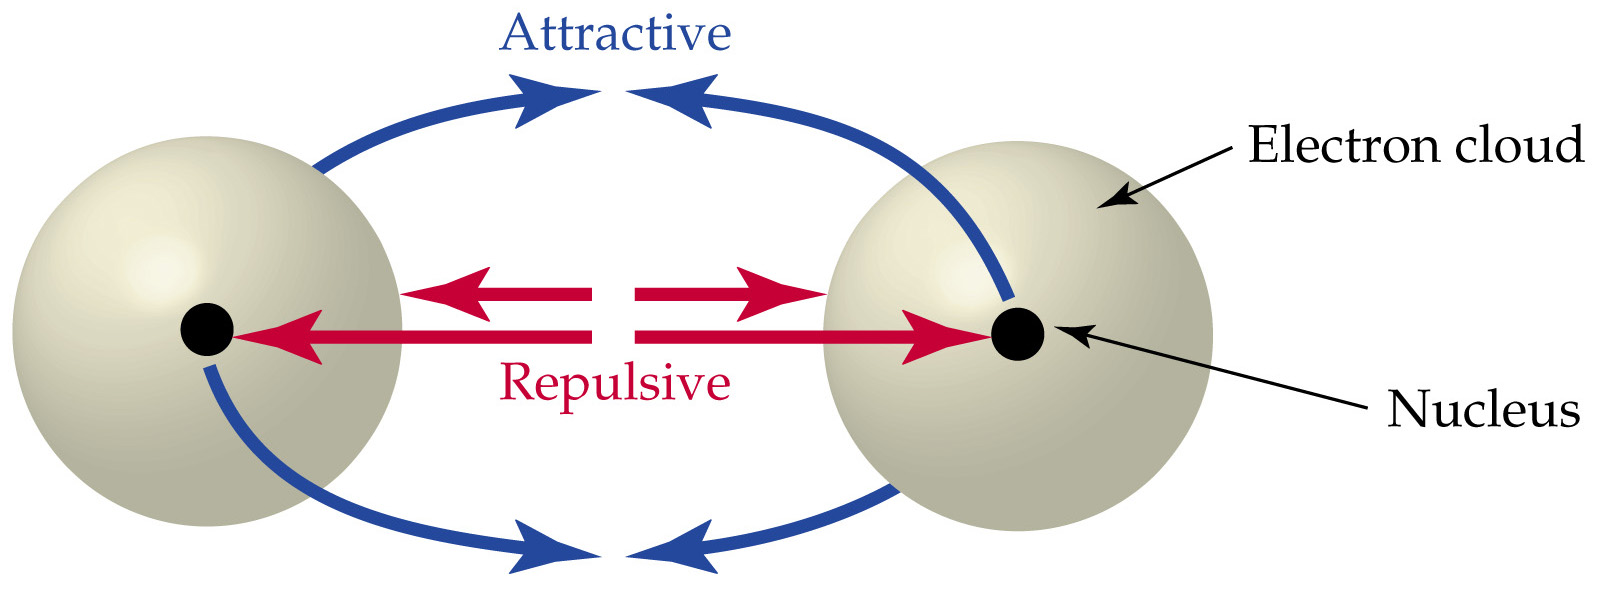 Attractive
Electron cloud
Repulsive
Nucleus